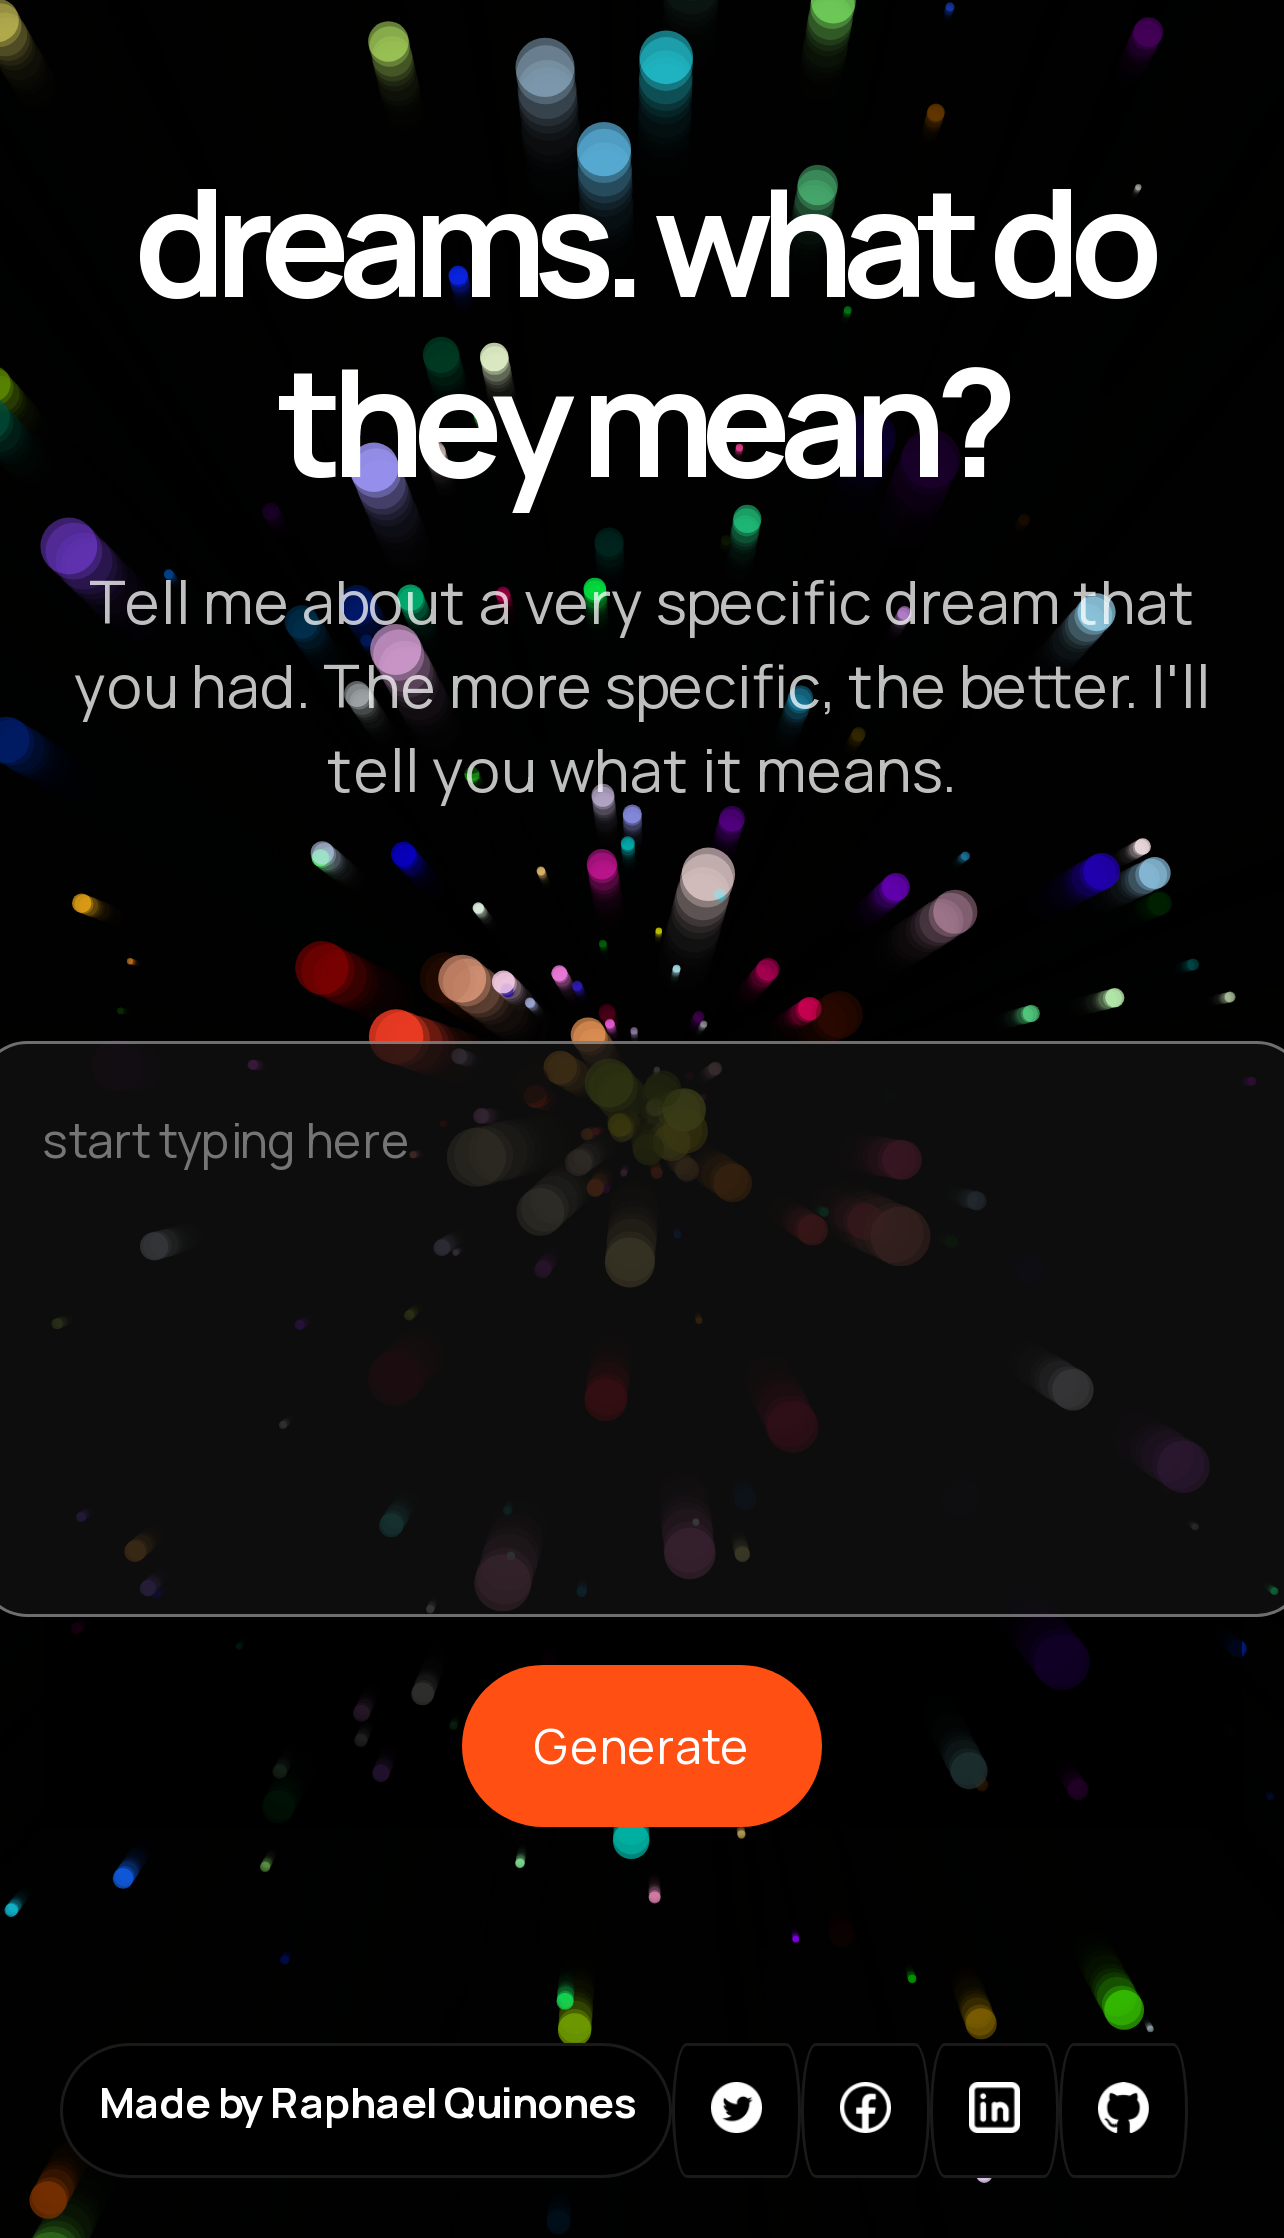 dreams. what do
they mean?
Tell me about a very specific dream that
you had. The more specific, the better. I'll
tell you what it means.
start typing here
Generate
Made by Raphael Quinones